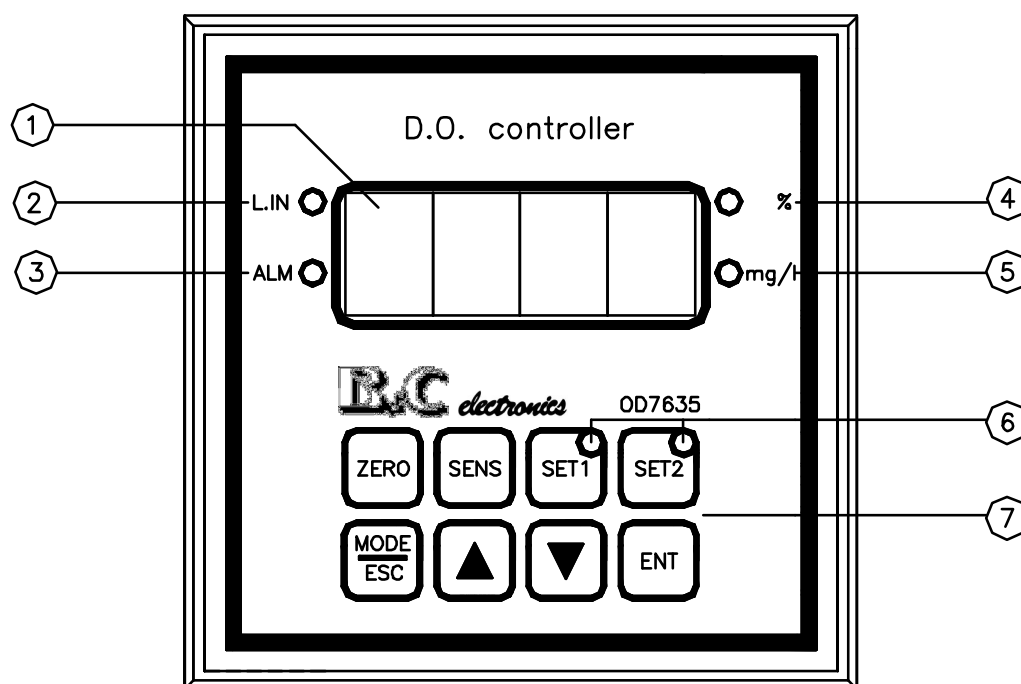 D.O. controller
1
2 L.IN % 4
3 ALM mg/l 5
B&C electronics OD7635
6
ZERO SENS SET1 SET2
7
MODE ENT
ESC